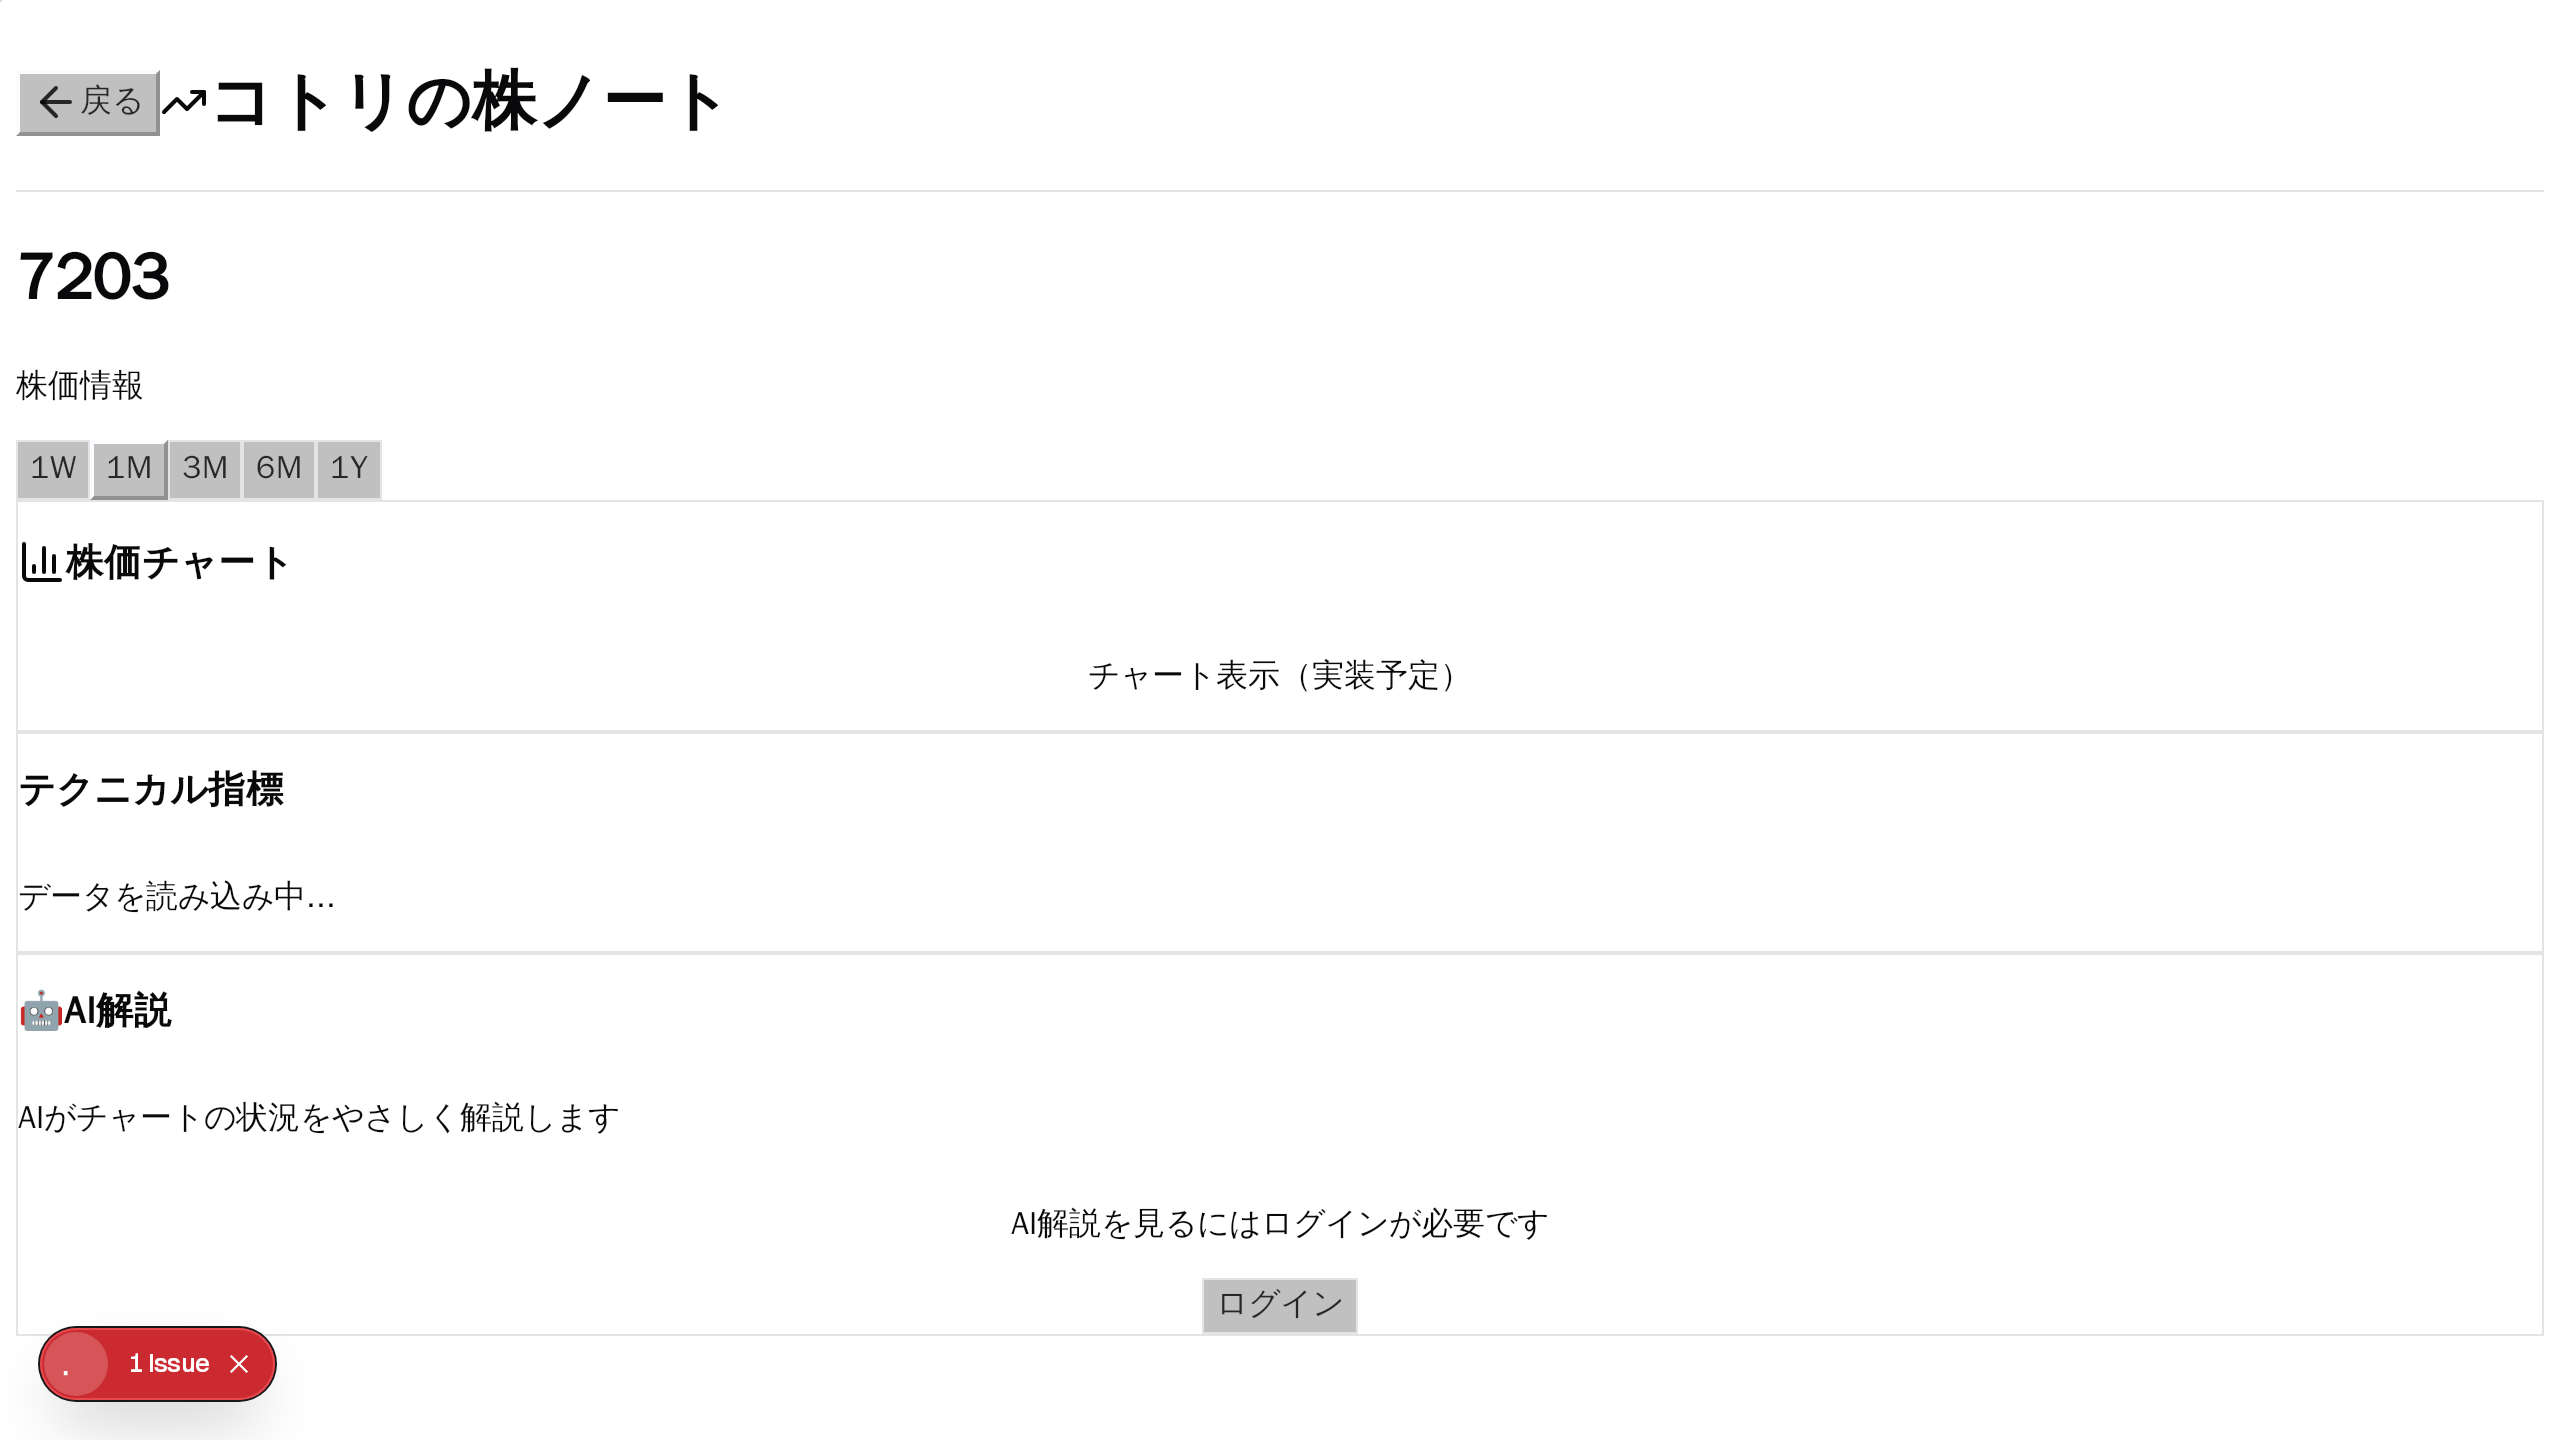 戻る コトリの株ノート
7203
株価情報
1W 1M 3M 6M 1Y
株価チャート
チャート表示（実装予定）
テクニカル指標
データを読み込み中...
🤖AI解説
AIがチャートの状況をやさしく解説します
AI解説を見るにはログインが必要です
ログイン
. 1 Issue